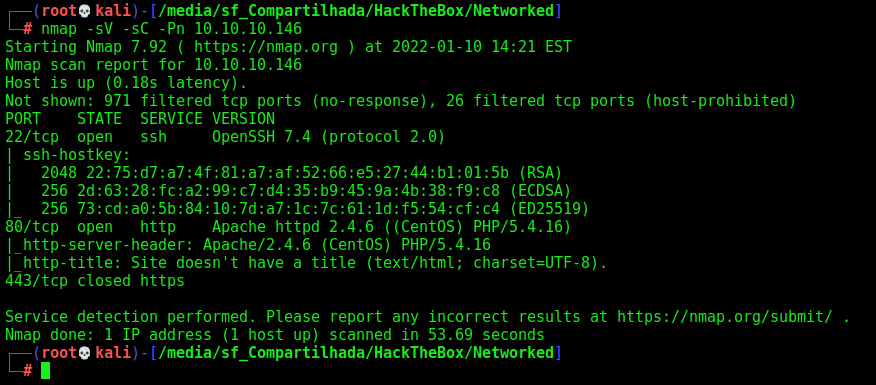 ┌──(root💀kali)-[/media/sf_Compartilhada/HackTheBox/Networked]
└─# nmap -sV -sC -Pn 10.10.10.146
Starting Nmap 7.92 ( https://nmap.org ) at 2022-01-10 14:21 EST
Nmap scan report for 10.10.10.146
Host is up (0.18s latency).
Not shown: 971 filtered tcp ports (no-response), 26 filtered tcp ports (host-prohibited)
PORT    STATE  SERVICE VERSION
22/tcp  open   ssh     OpenSSH 7.4 (protocol 2.0)
| ssh-hostkey:
|   2048 22:75:d7:a7:4f:81:a7:af:52:66:e5:27:44:b1:01:5b (RSA)
|   256 2d:63:28:fc:a2:99:c7:d4:35:b9:45:9a:4b:38:f9:c8 (ECDSA)
|_  256 73:cd:a0:5b:84:10:7d:a7:1c:7c:61:1d:f5:54:cf:c4 (ED25519)
80/tcp  open   http    Apache httpd 2.4.6 ((CentOS) PHP/5.4.16)
|_http-server-header: Apache/2.4.6 (CentOS) PHP/5.4.16
|_http-title: Site doesn't have a title (text/html; charset=UTF-8).
443/tcp closed https

Service detection performed. Please report any incorrect results at https://nmap.org/submit/ .
Nmap done: 1 IP address (1 host up) scanned in 53.69 seconds
┌──(root💀kali)-[/media/sf_Compartilhada/HackTheBox/Networked]
└─#